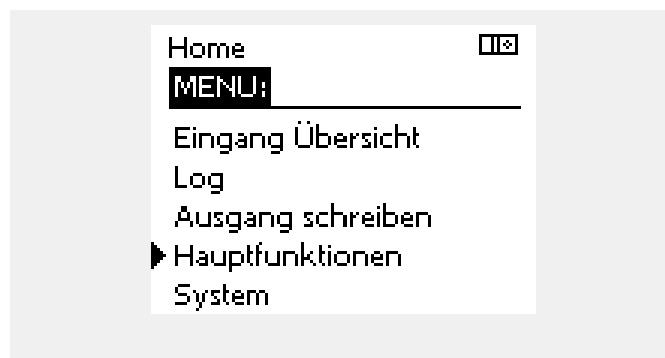 Home
MENU:
Eingang Übersicht
Log
Ausgang schreiben
Hauptfunktionen
System